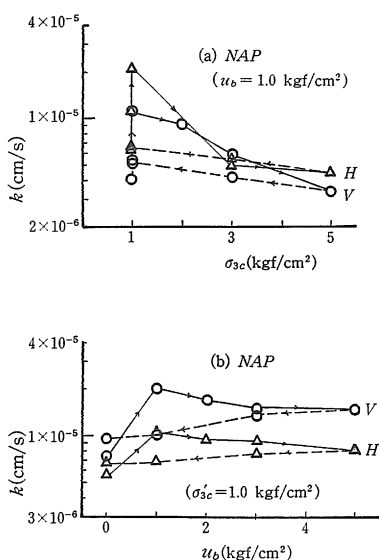 4×10⁻⁵
(a) NAP
(u_b = 1.0 kgf/cm²)
1×10⁻⁵
k(cm/s)
H
V
2×10⁻⁶
1 3 5
σ₃c(kgf/cm²)
4×10⁻⁵
(b) NAP
V
1×10⁻⁵
H
k(cm/s)
(σ′₃c=1.0 kgf/cm²)
3×10⁻⁶
0 2 4
u_b(kgf/cm²)